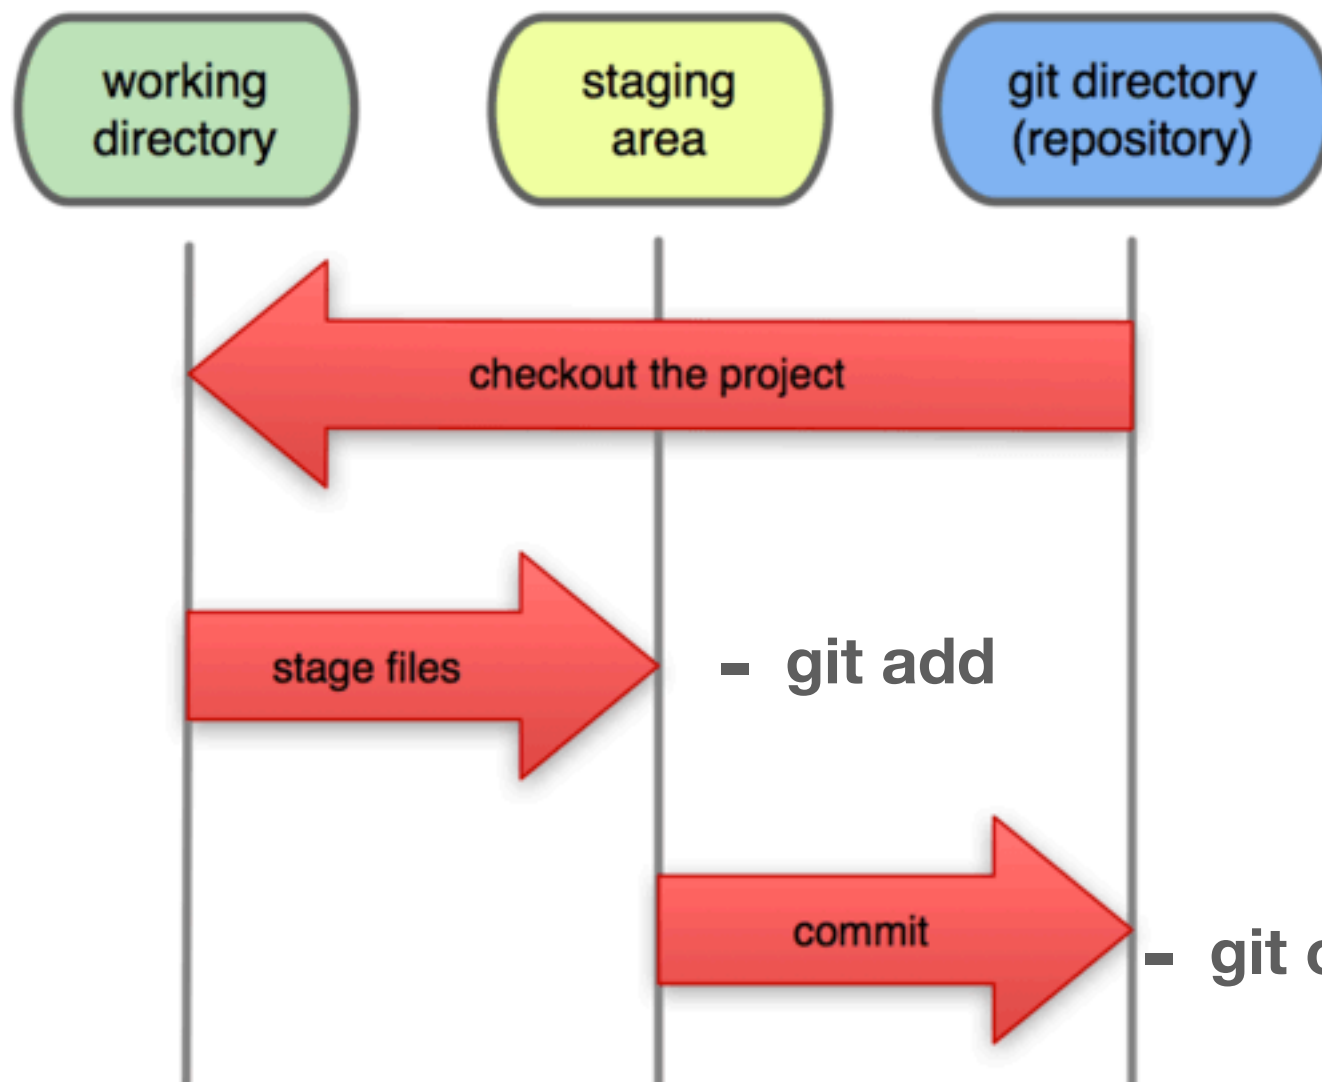 working
directory
staging
area
git directory
(repository)
checkout the project
stage files
- git add
commit
- git